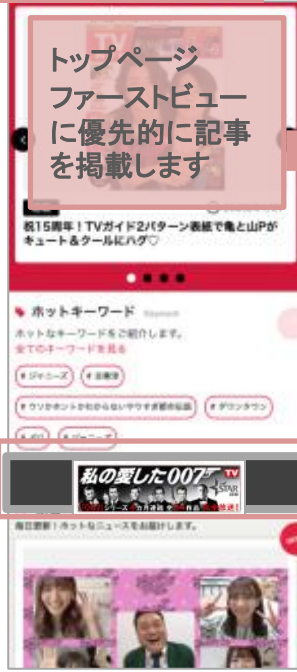 トップページ
ファーストビュー
に優先的に記事
を掲載します
TV
祝15周年！TVガイド2パターン表紙で亀と山Pが
キュート＆クールにハグ♡
ホットキーワード
ホットなキーワードをご紹介します。
全てのキーワードを見る
# ジャニーズ
# ウソかホントかわからないやりすぎ都市伝説
# ダウンタウン
私の愛した007
STAR
毎日更新！ホットなニュースをお届けします。